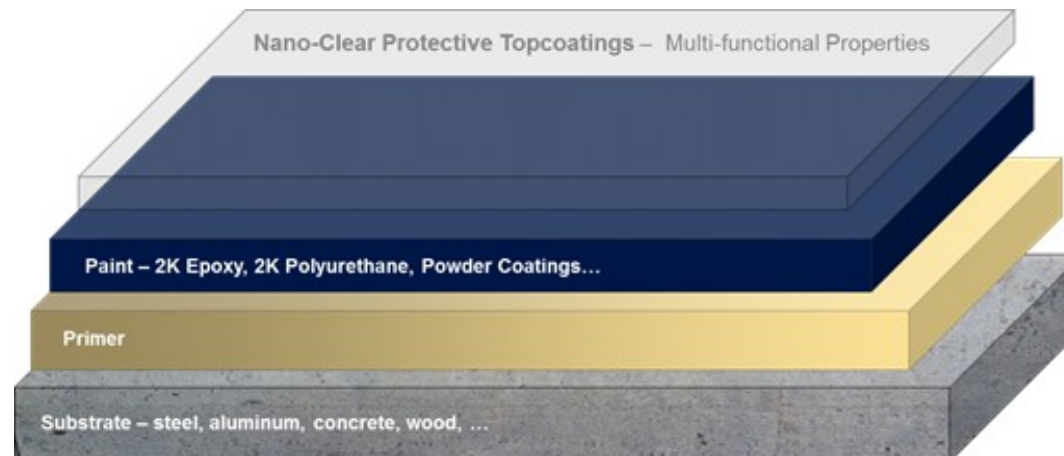 Nano-Clear Protective Topcoatings – Multi-functional Properties
Paint – 2K Epoxy, 2K Polyurethane, Powder Coatings…
Primer
Substrate – steel, aluminum, concrete, wood, …